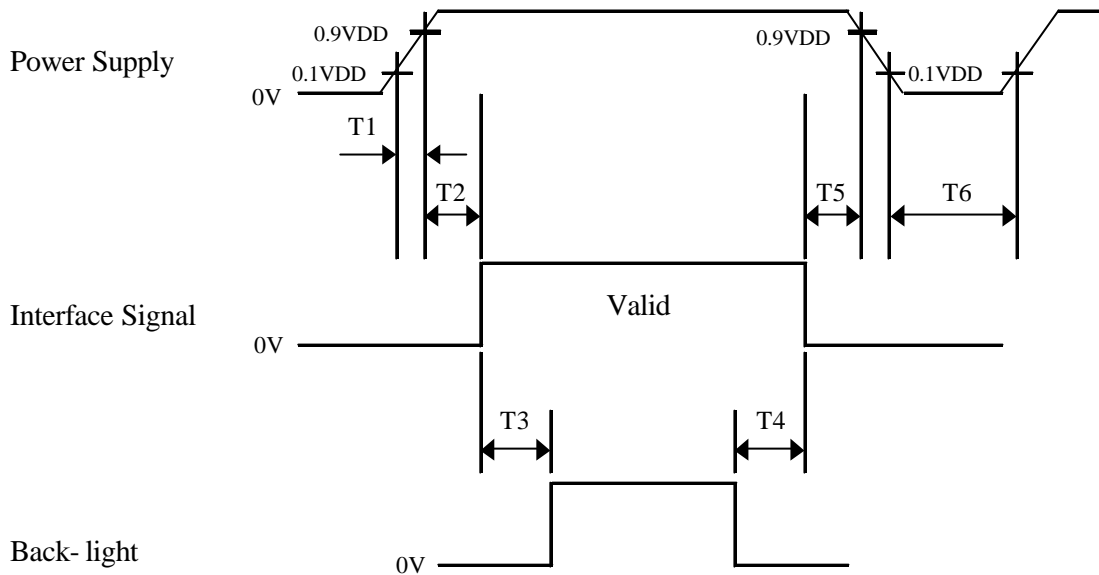 0.9VDD
0.9VDD
Power Supply
0.1VDD
0.1VDD
0V
T1
T2
T5
T6
Interface Signal
Valid
0V
T3
T4
Back- light
0V